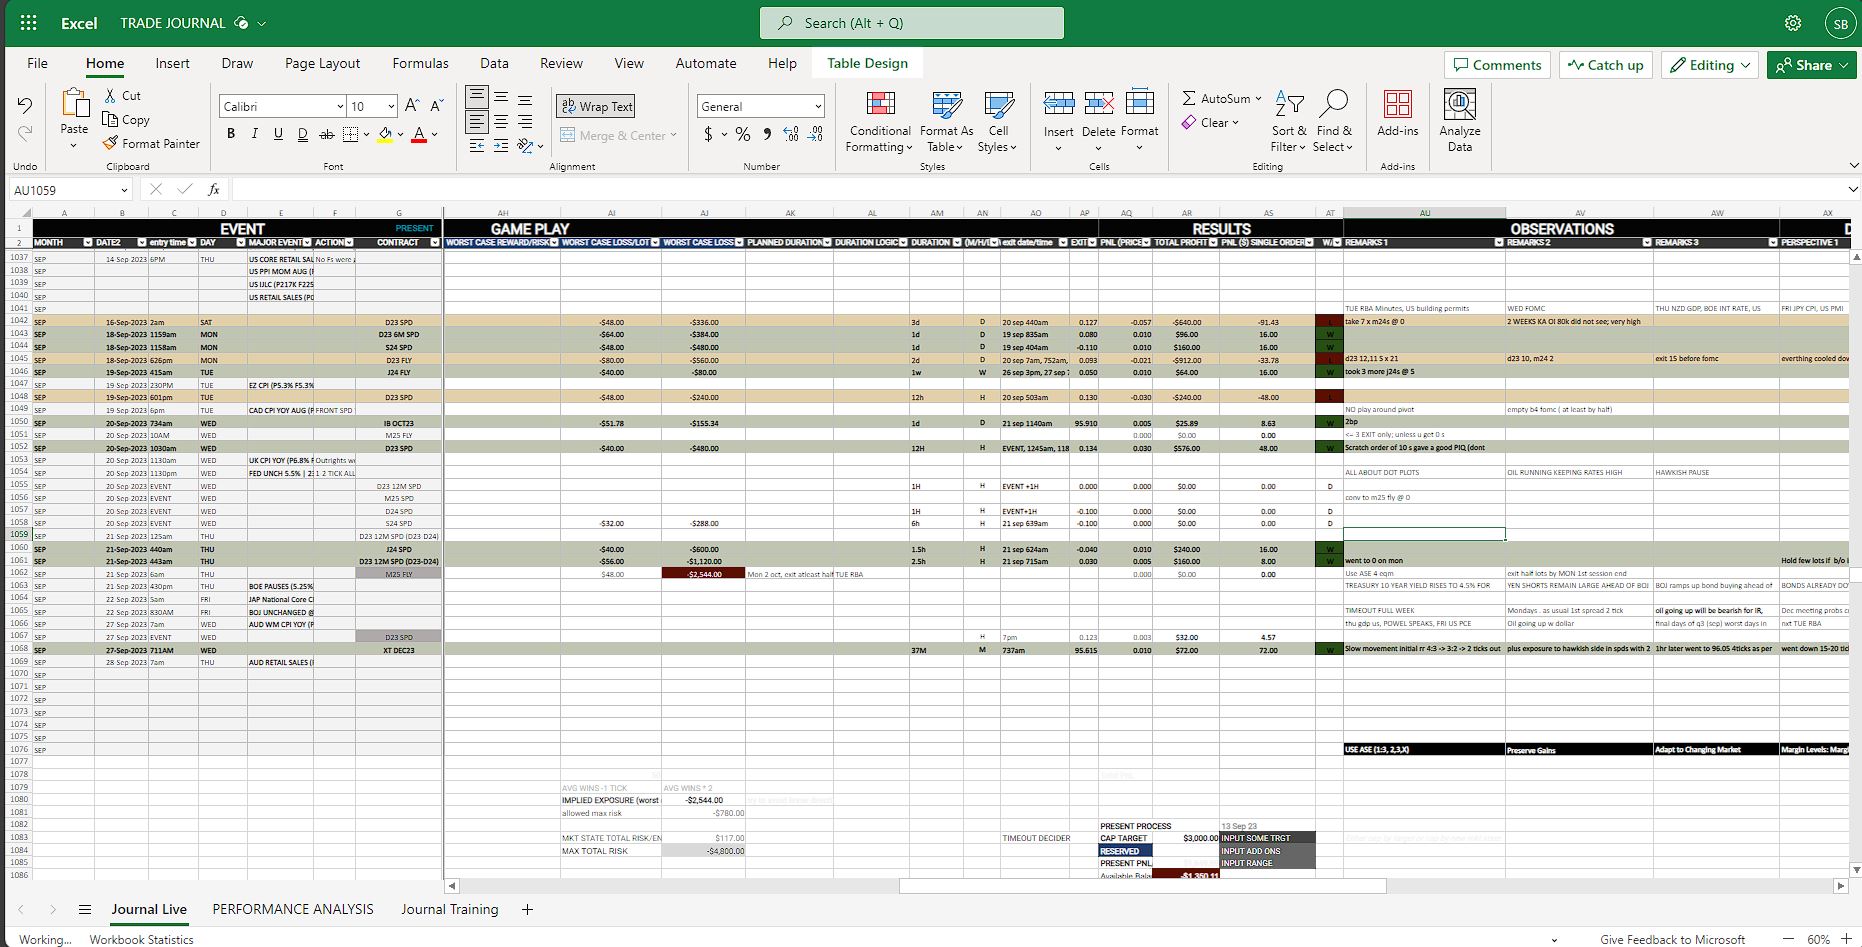 Excel TRADE JOURNAL Search (Alt + Q) SB
File Home Insert Draw Page Layout Formulas Data Review View Automate Help Table Design Comments Catch up Editing Share
Cut
Calibri 10 Wrap Text General AutoSum
Copy
Paste Merge & Center Clear
Format Painter
Conditional Formatting Format As Table Cell Styles Insert Delete Format Sort & Filter Find & Select Add-ins Analyze Data
Undo Clipboard Font Alignment Number Styles Cells Editing Add-ins
AU1059 fx
A B C D E F G AH AI AJ AK AL AM AN AO AP AQ AR AS AT AU AV AW AX
1 EVENT PRESENT GAME PLAY RESULTS OBSERVATIONS
2 MONTH DATE2 entry time DAY MAJOR EVENT ACTION CONTRACT WORST CASE REWARD/RISK WORST CASE LOSS/LOT WORST CASE LOSS PLANNED DURATION DURATION LOGIC DURATION exit date/time EXIT PNL (PRICE TOTAL PROFIT PNL ($) SINGLE ORDER REMARKS 1 REMARKS 2 REMARKS 3 PERSPECTIVE 1
1037 SEP 14 Sep 2023 6PM THU US CORE RETAIL SAL
1038 SEP US PPI MOM AUG
1039 SEP US IJLC (P217K F225
1040 SEP US RETAIL SALES
1041 SEP TUE RBA Minutes, US building permits WED FOMC THU NZD GDP, BOE INT RATE, US FRI JPY CPI, US PMI
1042 SEP 16-Sep-2023 2am SAT D23 SPD -$48.00 -$336.00 3d D 20 sep 440am 0.127 -0.057 -$640.00 -91.43 L take 7 x m24s @ 0 2 WEEKS KA OI 80k did not see; very high
1043 SEP 18-Sep-2023 1159am MON D23 6M SPD -$64.00 -$384.00 1d D 19 sep 835am 0.080 0.010 $96.00 16.00 W
1044 SEP 18-Sep-2023 1158am MON S24 SPD -$48.00 -$480.00 1d D 19 sep 404am -0.110 0.010 $160.00 16.00 W
1045 SEP 18-Sep-2023 626pm MON D23 FLY -$80.00 -$560.00 2d D 20 sep 7am, 752am, 0.093 -0.021 -$912.00 -33.78 L d23 12,11 5 x 21 d23 10, m24 2 exit 15 before fomc everthing cooled dow
1046 SEP 19-Sep-2023 415am TUE J24 FLY -$40.00 -$80.00 1w W 26 sep 3pm, 27 sep 0.050 0.010 $64.00 16.00 W took 3 more j24s @ 5
1047 SEP 19 Sep 2023 230PM TUE EZ CPI (P5.3% F5.3%
1048 SEP 19-Sep-2023 601pm TUE D23 SPD -$48.00 -$240.00 12h H 20 sep 503am 0.130 -0.030 -$240.00 -48.00 L
1049 SEP 19 Sep 2023 6pm TUE CAD CPI YOY AUG FRONT SPD NO play around pivot empty b4 fomc ( at least by half)
1050 SEP 20-Sep-2023 734am WED IB OCT23 -$51.78 -$155.34 1d D 21 sep 1140am 95.910 0.005 $25.89 8.63 W 2bp
1051 SEP 20 Sep 2023 10AM WED M25 FLY 0.000 $0.00 0.00 <- 3 EXIT only; unless u get 0 s
1052 SEP 20-Sep-2023 1030am WED D23 SPD -$40.00 -$480.00 12H H EVENT, 1245am, 118 0.134 0.030 $576.00 48.00 W Scratch order of 10 s gave a good PIQ (dont
1053 SEP 20 Sep 2023 1130am WED UK CPI YOY (P6.8% F Outrights w
1054 SEP 20 Sep 2023 1130pm WED FED UNCH 5.5% | 2: 1 2 TICK ALL ALL ABOUT DOT PLOTS OIL RUNNING KEEPING RATES HIGH HAWKISH PAUSE
1055 SEP 20 Sep 2023 EVENT WED D23 12M SPD 1H H EVENT +1H 0.000 0.000 $0.00 0.00 D
1056 SEP 20 Sep 2023 EVENT WED M25 SPD conv to m25 fly @ 0
1057 SEP 20 Sep 2023 EVENT WED D24 SPD 1H H EVENT+1H -0.100 0.000 $0.00 0.00 D
1058 SEP 20 Sep 2023 EVENT WED S24 SPD -$32.00 -$288.00 6h H 21 sep 639am -0.100 0.000 $0.00 0.00 D
1059 SEP 21 Sep 2023 125am THU D23 12M SPD (D23 D24)
1060 SEP 21-Sep-2023 440am THU J24 SPD -$40.00 -$600.00 1.5h H 21 sep 624am -0.040 0.010 $240.00 16.00 W
1061 SEP 21-Sep-2023 443am THU D23 12M SPD (D23-D24) -$56.00 -$1,120.00 2.5h H 21 sep 715am 0.030 0.005 $160.00 8.00 W went to 0 on mon Hold few lots if b/o
1062 SEP 21 Sep 2023 6am THU M25 FLY $48.00 -$2,544.00 Mon 2 oct, exit atleast half TUE RBA 0.000 $0.00 0.00 Use ASE 4 eqm exit half lots by MON 1st session end
1063 SEP 21 Sep 2023 430pm THU BOE PAUSES (5.25% TREASURY 10 YEAR YIELD RISES TO 4.5% FOR YEN SHORTS REMAIN LARGE AHEAD OF BOJ BOJ ramps up bond buying ahead of BONDS ALREADY DO
1064 SEP 22 Sep 2023 5am FRI JAP National Core C
1065 SEP 22 Sep 2023 830AM FRI BOJ UNCHANGED @ TIMEOUT FULL WEEK Mondays . as usual 1st spread 2 tick oil going up will be bearish for IR, Dec meeting probs
1066 SEP 27 Sep 2023 7am WED AUD WM CPI YOY thu gdp us, POWEL SPEAKS, FRI US PCE Oil going up w dollar final days of q3 (sep) worst days in nxt TUE RBA
1067 SEP 27 Sep 2023 EVENT WED D23 SPD H 7pm 0.123 0.003 $32.00 4.57
1068 SEP 27-Sep-2023 711AM WED XT DEC23 37M M 737am 95.615 0.010 $72.00 72.00 W Slow movement initial rr 4:3 -> 3:2 -> 2 ticks out plus exposure to hawkish side in spds with 2 1hr later went to 96.05 4ticks as per went down 15-20 tic
1069 SEP 28 Sep 2023 7am THU AUD RETAIL SALES
1070 SEP
1071 SEP
1072 SEP
1073 SEP
1074 SEP
1075 SEP
1076 SEP USE ASE (1:3, 2,3,X) Preserve Gains Adapt to Changing Market Margin Levels: Marg
1077
1078
1079 AVG WINS -1 TICK AVG WINS * 2
1080 IMPLIED EXPOSURE (worst -$2,544.00
1081 allowed max risk -$780.00
1082 PRESENT PROCESS 13 Sep 23
1083 MKT STATE TOTAL RISK/EN $117.00 TIMEOUT DECIDER CAP TARGET $3,000.00 INPUT SOME TRGT
1084 MAX TOTAL RISK -$4,800.00 RESERVED INPUT ADD ONS
1085 PRESENT PNL INPUT RANGE
1086 Available Bala -$1,350.11
Journal Live PERFORMANCE ANALYSIS Journal Training
Working... Workbook Statistics Give Feedback to Microsoft 60%